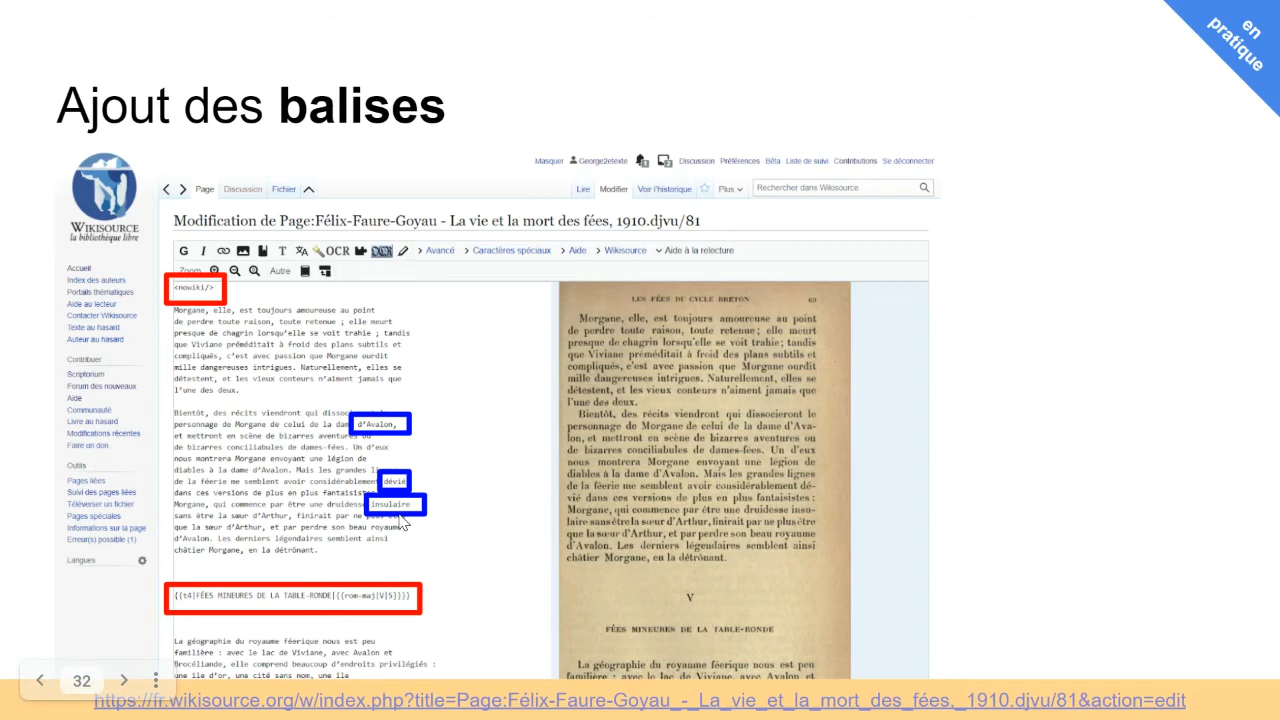 en
pratique
Ajout des balises
Masquer George2etexte 1 2 Discussion Préférences Bêta Liste de suivi Contributions Se déconnecter
Page Discussion Fichier Lire Modifier Voir l'historique Plus Rechercher dans Wikisource
WIKISOURCE
la bibliothèque libre
Modification de Page:Félix-Faure-Goyau - La vie et la mort des fées, 1910.djvu/81
G I T OCR OCR Avancé Caractères spéciaux Aide Wikisource Aide à la relecture
Zoom Autre
Accueil
Index des auteurs
Portails thématiques
Aide au lecteur
Contacter Wikisource
Texte au hasard
Auteur au hasard
Contribuer
Scriptorium
Forum des nouveaux
Aide
Communauté
Livre au hasard
Modifications récentes
Faire un don
Outils
Pages liées
Suivi des pages liées
Téléverser un fichier
Pages spéciales
Informations sur la page
Erreur(s) possible (1)
Langues
<nowiki/>
Morgane, elle, est toujours amoureuse au point
de perdre toute raison, toute retenue ; elle meurt
presque de chagrin lorsqu'elle se voit trahie ; tandis
que Viviane préméditait à froid des plans subtils et
compliqués, c'est avec passion que Morgane ourdit
mille dangereuses intrigues. Naturellement, elles se
détestent, et les vieux conteurs n'aiment jamais que
l'une des deux.
Bientôt, des récits viendront qui dissoc
personnage de Morgane de celui de la dam d'Avalon,
et mettront en scène de bizarres aventures ou
de bizarres conciliabules de dames-fées. Un d'eux
nous montrera Morgane envoyant une légion de
diables à la dame d'Avalon. Mais les grandes li
de la féerie me semblent avoir considérablement dévié
dans ces versions de plus en plus fantaisistes
Morgane, qui commence par être une druidesse insulaire
sans être la sœur d'Arthur, finirait par ne
que la sœur d'Arthur, et par perdre son beau royaume
d'Avalon. Les derniers légendaires semblent ainsi
châtier Morgane, en la détrônant.
{{t4|FÉES MINEURES DE LA TABLE-RONDE|{{rom-maj|V|5}}}}
La géographie du royaume féerique nous est peu
familière : avec le lac de Viviane, avec Avalon et
Brocéliande, elle comprend beaucoup d'endroits privilégiés :
une île d'or, une cité sans nom, une île
LES FÉES DU CYCLE BRETON 69
Morgane, elle, est toujours amoureuse au point
de perdre toute raison, toute retenue ; elle meurt
presque de chagrin lorsqu'elle se voit trahie ; tandis
que Viviane préméditait à froid des plans subtils et
compliqués, c'est avec passion que Morgane ourdit
mille dangereuses intrigues. Naturellement, elles se
détestent, et les vieux conteurs n'aiment jamais que
l'une des deux.
Bientôt, des récits viendront qui dissocieront le
personnage de Morgane de celui de la dame d'Ava-
lon, et mettront en scène de bizarres aventures ou
de bizarres conciliabules de dames-fées. Un d'eux
nous montrera Morgane envoyant une légion de
diables à la dame d'Avalon. Mais les grandes lignes
de la féerie me semblent avoir considérablement dé-
vié dans ces versions de plus en plus fantaisistes :
Morgane, qui commence par être une druidesse insu-
laire sans être la sœur d'Arthur, finirait par ne plus être
que la sœur d'Arthur, et par perdre son beau royaume
d'Avalon. Les derniers légendaires semblent ainsi
châtier Morgane, en la détrônant.
V
FÉES MINEURES DE LA TABLE-RONDE
La géographie du royaume féerique nous est peu
familière : avec le lac de Viviane, avec Avalon et
32
https://fr.wikisource.org/w/index.php?title=Page:Félix-Faure-Goyau_-_La_vie_et_la_mort_des_fées,_1910.djvu/81&action=edit